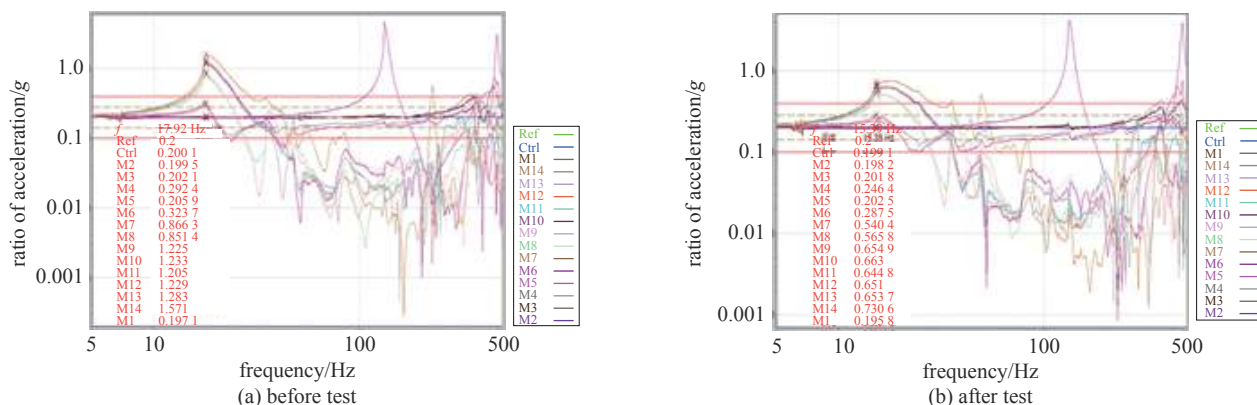 ratio of acceleration/g
1.0
0.1
0.01
0.001
f 17.92 Hz
Ref 0.2
Ctrl 0.200 1
M2 0.199 5
M3 0.202 1
M4 0.292 4
M5 0.205 9
M6 0.323 7
M7 0.866 3
M8 0.851 4
M9 1.225
M10 1.233
M11 1.205
M12 1.229
M13 1.283
M14 1.571
M1 0.197 1
5 10 100 500
frequency/Hz
(a) before test
Ref
Ctrl
M1
M14
M13
M12
M11
M10
M9
M8
M7
M6
M5
M4
M3
M2
ratio of acceleration/g
1.0
0.1
0.01
0.001
f Hz
Ref 0.2
Ctrl 0.199 1
M2 0.198 2
M3 0.201 8
M4 0.246 4
M5 0.202 5
M6 0.287 5
M7 0.540 4
M8 0.565 8
M9 0.654 9
M10 0.663
M11 0.644 8
M12 0.651
M13 0.653 7
M14 0.730 6
M1 0.195 8
5 10 100 500
frequency/Hz
(b) after test
Ref
Ctrl
M1
M14
M13
M12
M11
M10
M9
M8
M7
M6
M5
M4
M3
M2